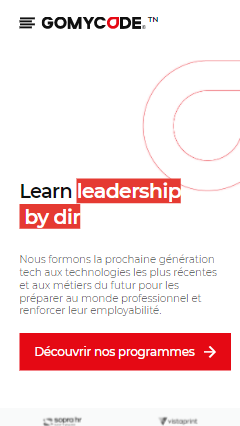 GOMYCODE TN
Learn leadership
by dir
Nous formons la prochaine génération
tech aux technologies les plus récentes
et aux métiers du futur pour les
préparer au monde professionnel et
renforcer leur employabilité.
Découvrir nos programmes
sopra hr vistaprint